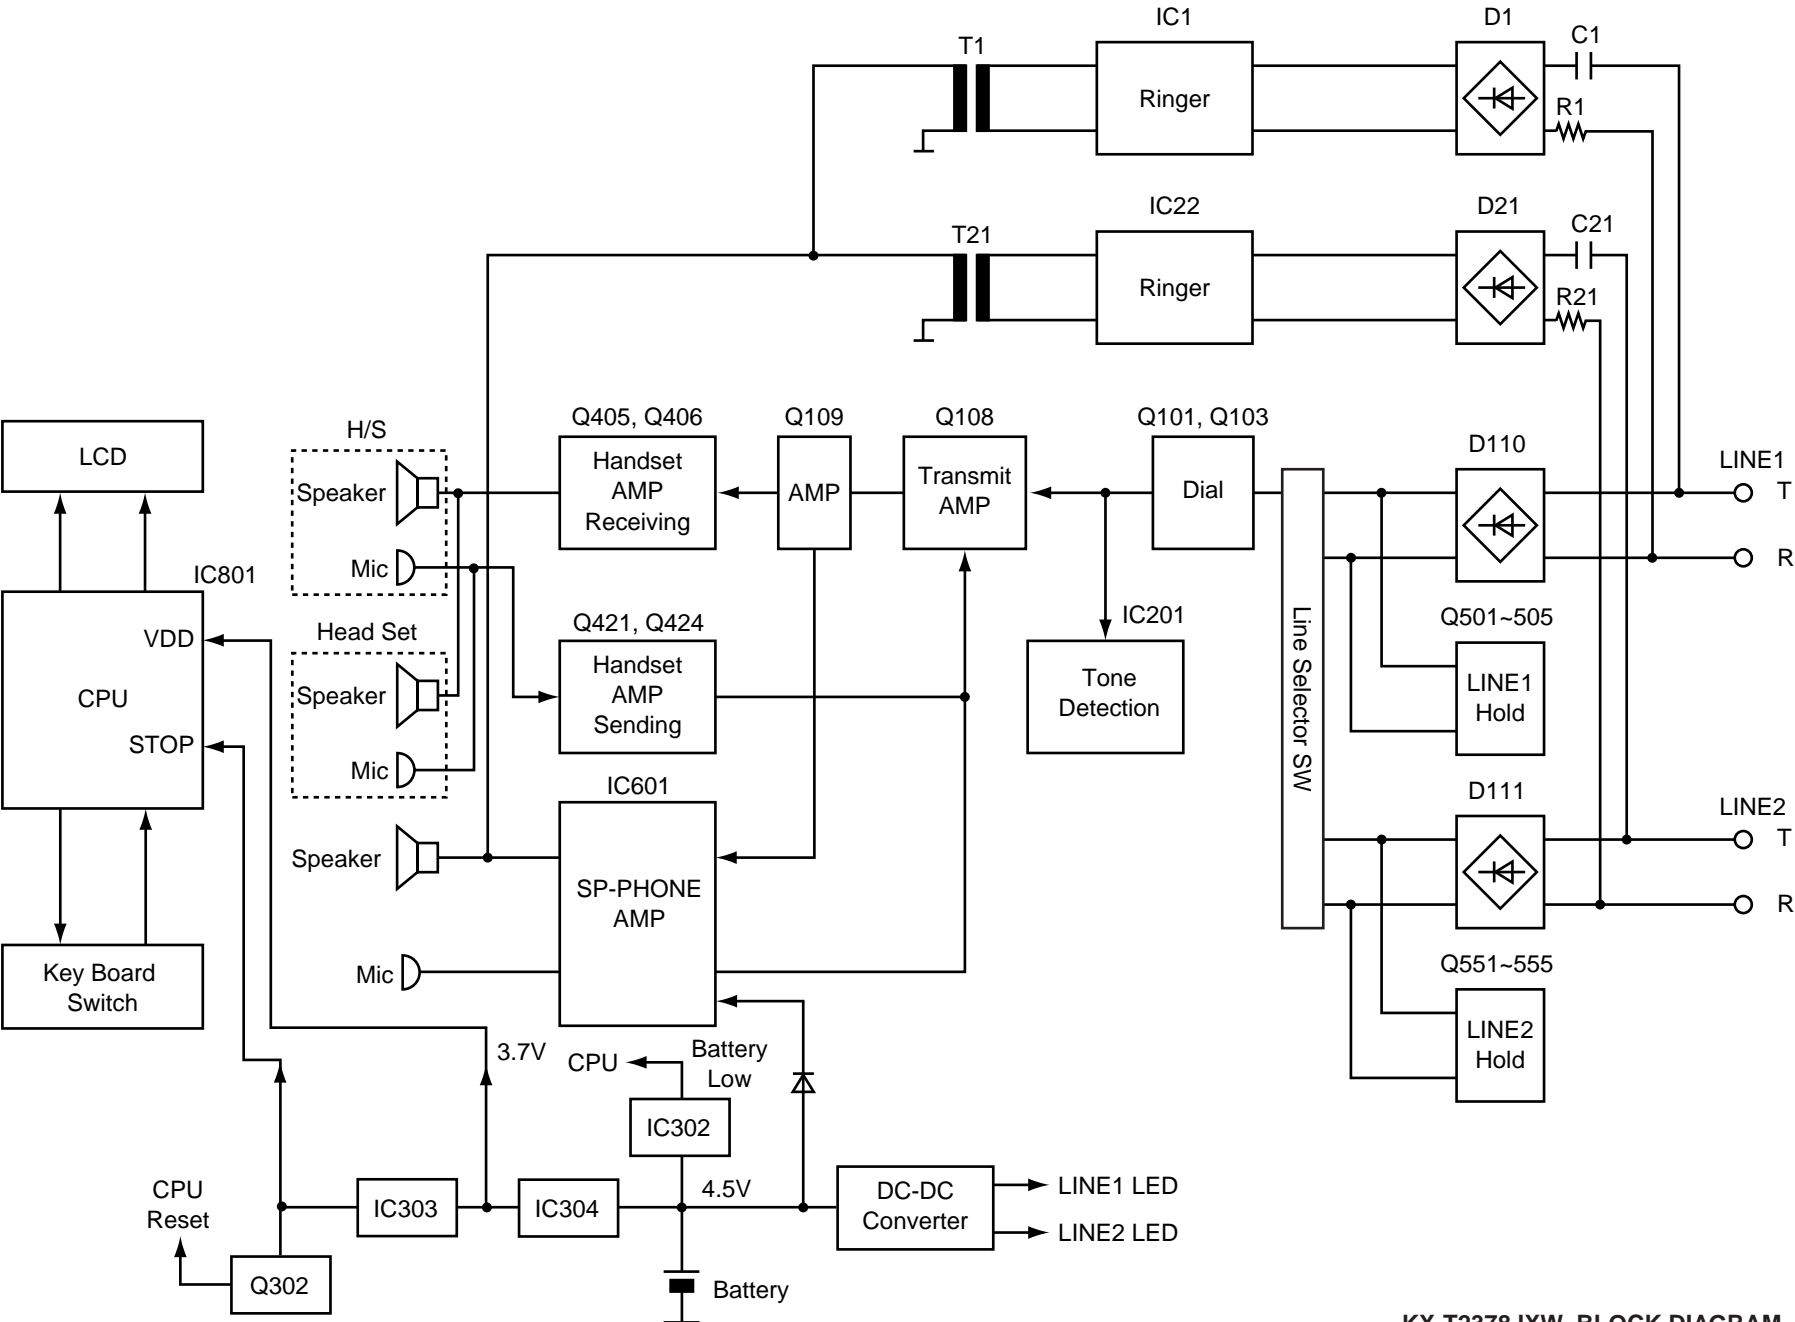 IC1
D1
C1
T1
Ringer
R1
IC22
D21
C21
T21
Ringer
R21
Q405, Q406
Q109
Q108
Q101, Q103
H/S
D110
LCD
Handset
AMP
Receiving
AMP
Transmit
AMP
Dial
LINE1
T
R
Speaker
Mic
IC801
VDD
CPU
STOP
Head Set
Speaker
Mic
Q421, Q424
Handset
AMP
Sending
IC201
Tone
Detection
Line Selector SW
Q501~505
LINE1
Hold
IC601
D111
LINE2
T
R
Speaker
SP-PHONE
AMP
Mic
Key Board
Switch
Q551~555
LINE2
Hold
3.7V
CPU
Battery
Low
IC302
4.5V
CPU
Reset
IC303
IC304
DC-DC
Converter
LINE1 LED
LINE2 LED
Q302
Battery
BLOCK DIAGRAM